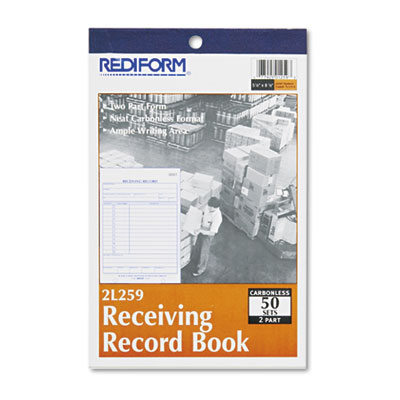 REDIFORM
Two Part Form
Neat Carbonless Format
Ample Writing Area
RECEIVING RECORD
2L259
Receiving
Record Book
CARBONLESS
50
SETS
2 PART